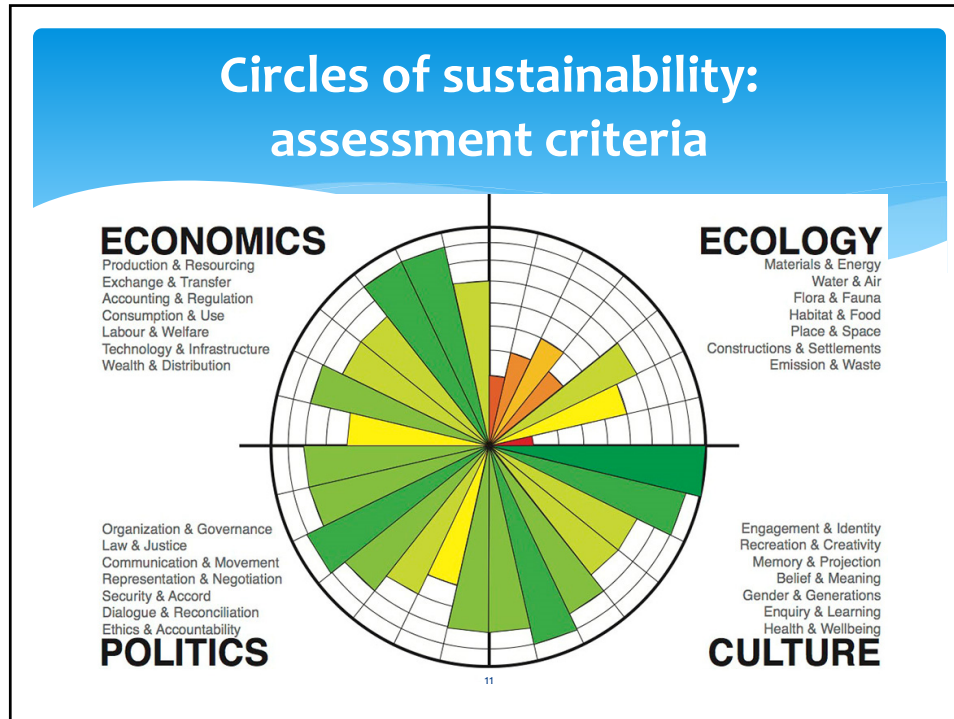 Circles of sustainability:
assessment criteria
ECONOMICS
Production & Resourcing
Exchange & Transfer
Accounting & Regulation
Consumption & Use
Labour & Welfare
Technology & Infrastructure
Wealth & Distribution
ECOLOGY
Materials & Energy
Water & Air
Flora & Fauna
Habitat & Food
Place & Space
Constructions & Settlements
Emission & Waste
Organization & Governance
Law & Justice
Communication & Movement
Representation & Negotiation
Security & Accord
Dialogue & Reconciliation
Ethics & Accountability
POLITICS
Engagement & Identity
Recreation & Creativity
Memory & Projection
Belief & Meaning
Gender & Generations
Enquiry & Learning
Health & Wellbeing
CULTURE
11